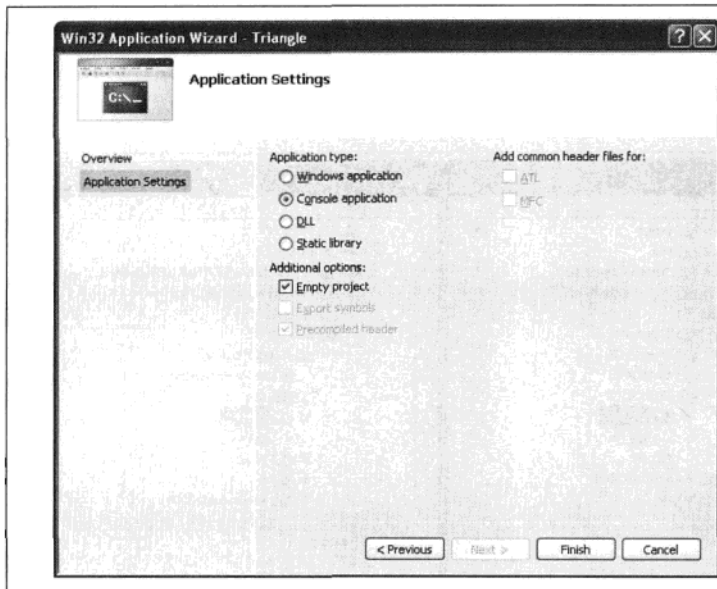 Win32 Application Wizard - Triangle
Application Settings
C:\_
Overview
Application Settings
Application type:
Windows application
Console application
DLL
Static library
Additional options:
Empty project
Export symbols
Precompiled header
Add common header files for:
ATL
MFC
< Previous
Next >
Finish
Cancel